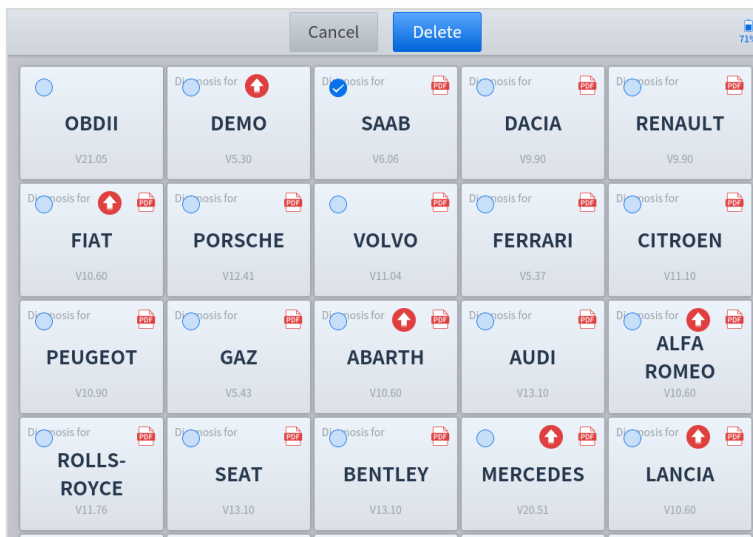 Cancel
Delete
71%
OBDII
V21.05
Diagnosis for
DEMO
V5.30
Diagnosis for
PDF
SAAB
V6.06
Diagnosis for
PDF
DACIA
V9.90
Diagnosis for
PDF
RENAULT
V9.90
Diagnosis for
PDF
FIAT
V10.60
Diagnosis for
PDF
PORSCHE
V12.41
PDF
VOLVO
V11.04
Diagnosis for
PDF
FERRARI
V5.37
Diagnosis for
PDF
CITROEN
V11.10
Diagnosis for
PDF
PEUGEOT
V10.90
Diagnosis for
PDF
GAZ
V5.43
Diagnosis for
PDF
ABARTH
V10.60
Diagnosis for
PDF
AUDI
V13.10
Diagnosis for
PDF
ALFA
ROMEO
V10.60
Diagnosis for
PDF
ROLLS-
ROYCE
V11.76
Diagnosis for
PDF
SEAT
V13.10
Diagnosis for
PDF
BENTLEY
V13.10
PDF
MERCEDES
V20.51
Diagnosis for
PDF
LANCIA
V10.60